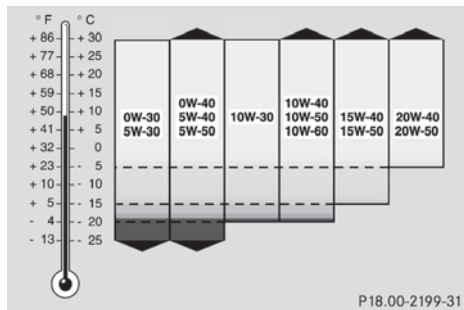 ° F ° C
+ 86 + 30
+ 77 + 25
+ 68 + 20
+ 59 + 15
+ 50 + 10
+ 41 + 5
+ 32 0
+ 23 - 5
+ 10 - 10
+ 5 - 15
- 4 - 20
- 13 - 25
0W-30
5W-30
0W-40
5W-40
5W-50
10W-30
10W-40
10W-50
10W-60
15W-40
15W-50
20W-40
20W-50
P18.00-2199-31